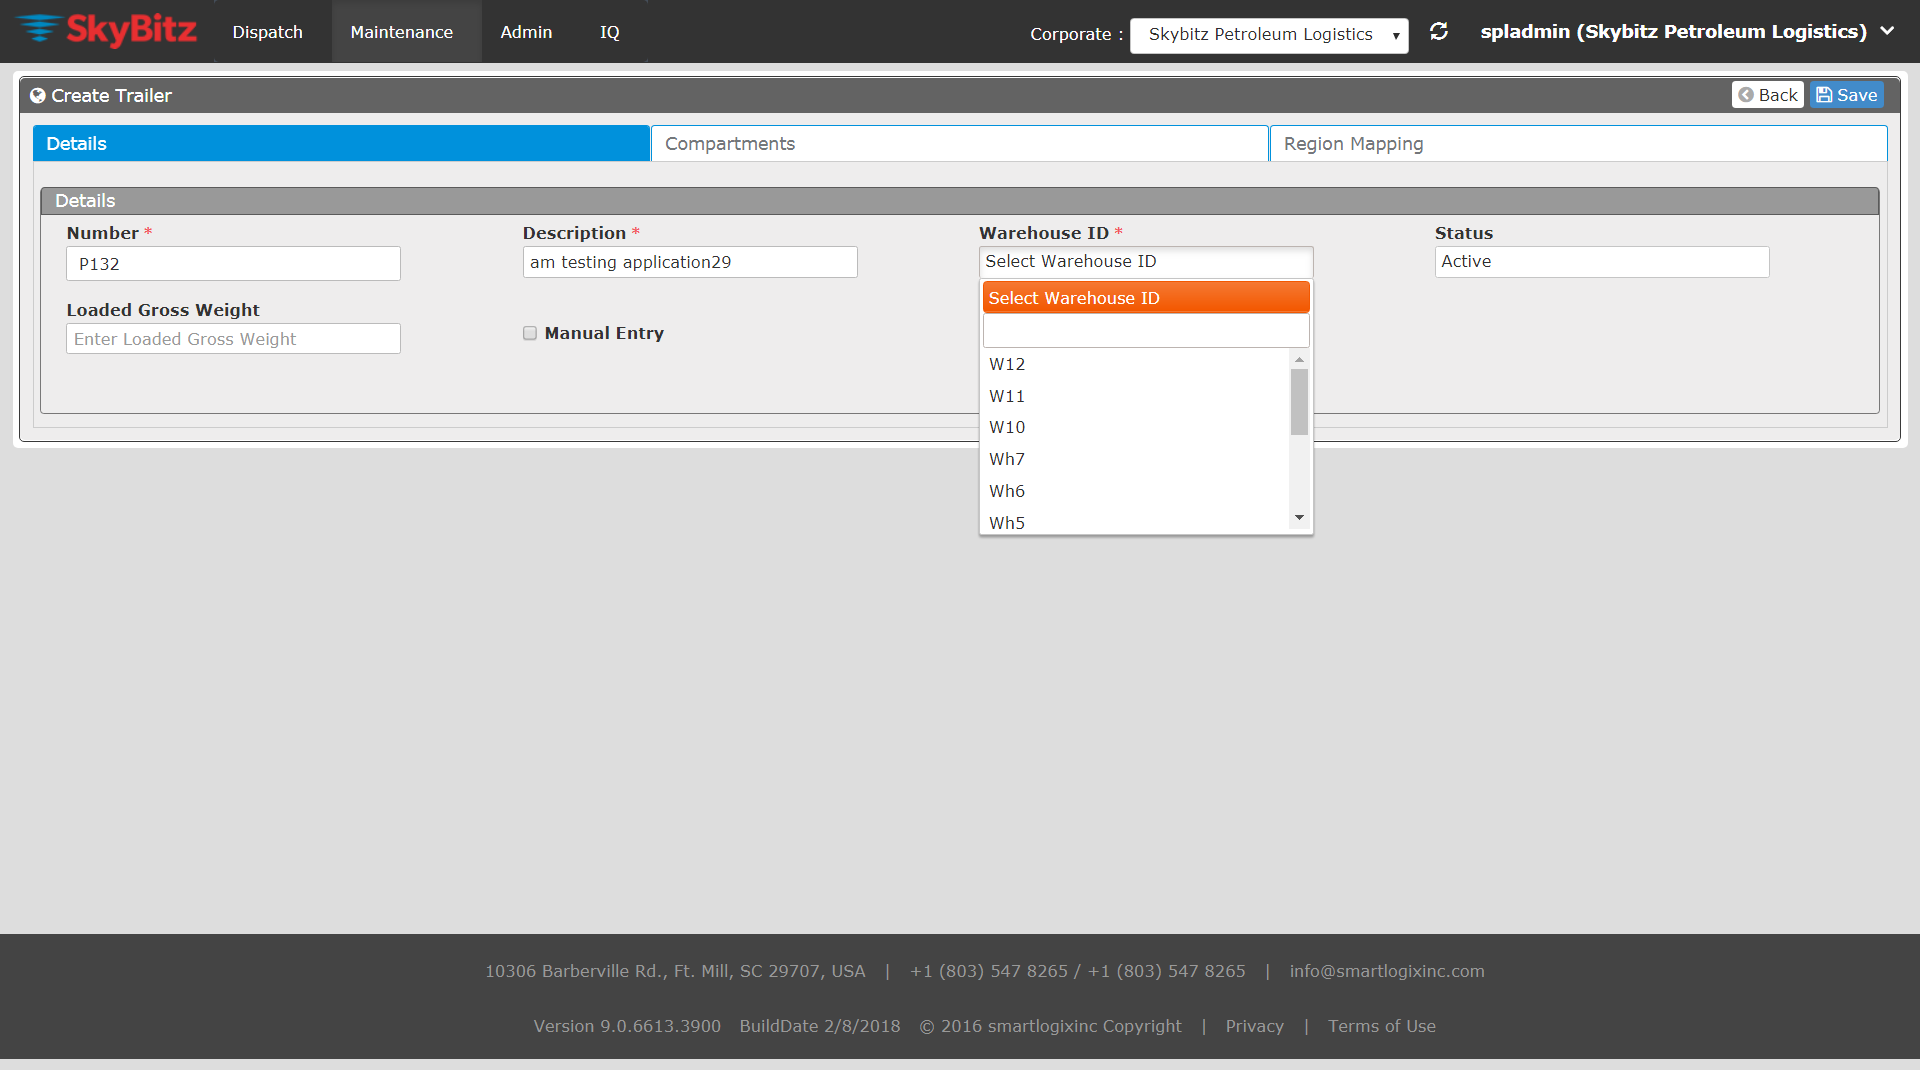 SkyBitz Dispatch Maintenance Admin IQ Corporate : Skybitz Petroleum Logistics spladmin (Skybitz Petroleum Logistics)
Create Trailer Back Save
Details Compartments Region Mapping
Details
Number * Description * Warehouse ID * Status
P132 am testing application29 Select Warehouse ID Active
Select Warehouse ID
Loaded Gross Weight
Enter Loaded Gross Weight Manual Entry
W12
W11
W10
Wh7
Wh6
Wh5
10306 Barberville Rd., Ft. Mill, SC 29707, USA | +1 (803) 547 8265 / +1 (803) 547 8265 | info@smartlogixinc.com
Version 9.0.6613.3900 BuildDate 2/8/2018 © 2016 smartlogixinc Copyright | Privacy | Terms of Use